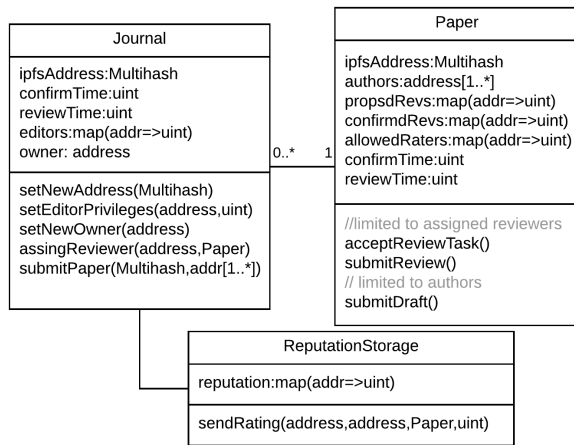 Journal
ipfsAddress:Multihash
confirmTime:uint
reviewTime:uint
editors:map(addr=>uint)
owner: address
setNewAddress(Multihash)
setEditorPrivileges(address,uint)
setNewOwner(address)
assingReviewer(address,Paper)
submitPaper(Multihash,addr[1..*])
0..* 1
Paper
ipfsAddress:Multihash
authors:address[1..*]
propsdRevs:map(addr=>uint)
confirmdRevs:map(addr=>uint)
allowedRaters:map(addr=>uint)
confirmTime:uint
reviewTime:uint
//limited to assigned reviewers
acceptReviewTask()
submitReview()
// limited to authors
submitDraft()
ReputationStorage
reputation:map(addr=>uint)
sendRating(address,address,Paper,uint)